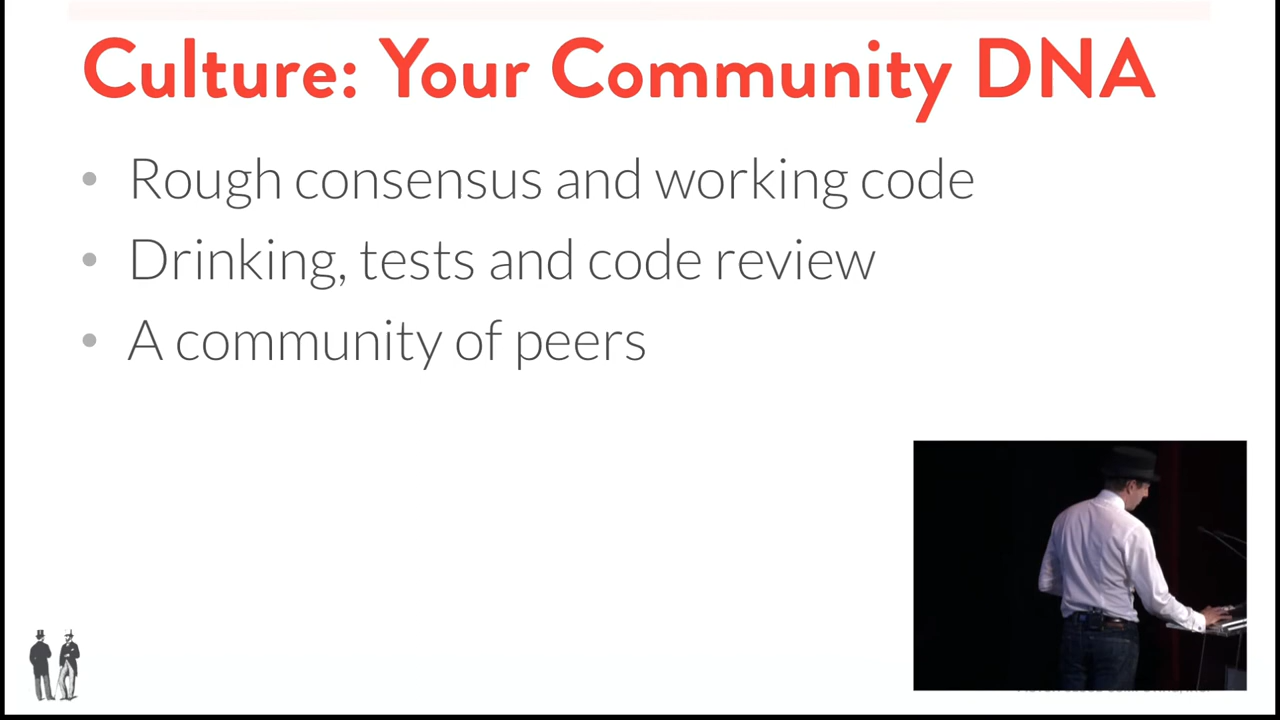 Culture: Your Community DNA
• Rough consensus and working code
• Drinking, tests and code review
• A community of peers